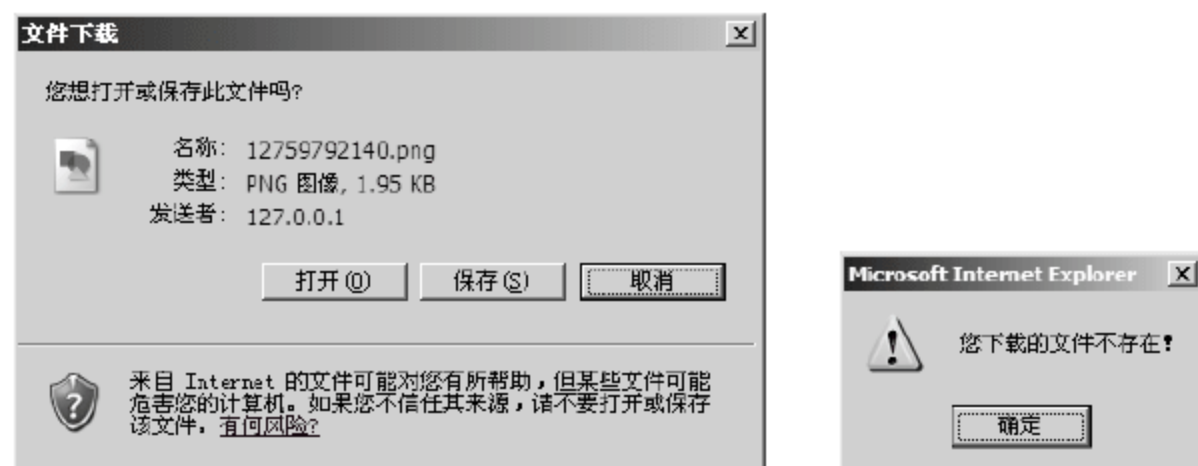 文件下载
您想打开或保存此文件吗?
名称: 12759792140.png
类型: PNG 图像, 1.95 KB
发送者: 127.0.0.1
打开(O) 保存(S) 取消
来自 Internet 的文件可能对您有所帮助，但某些文件可能
危害您的计算机。如果您不信任其来源，请不要打开或保存
该文件。有何风险?
Microsoft Internet Explorer
您下载的文件不存在!
确定